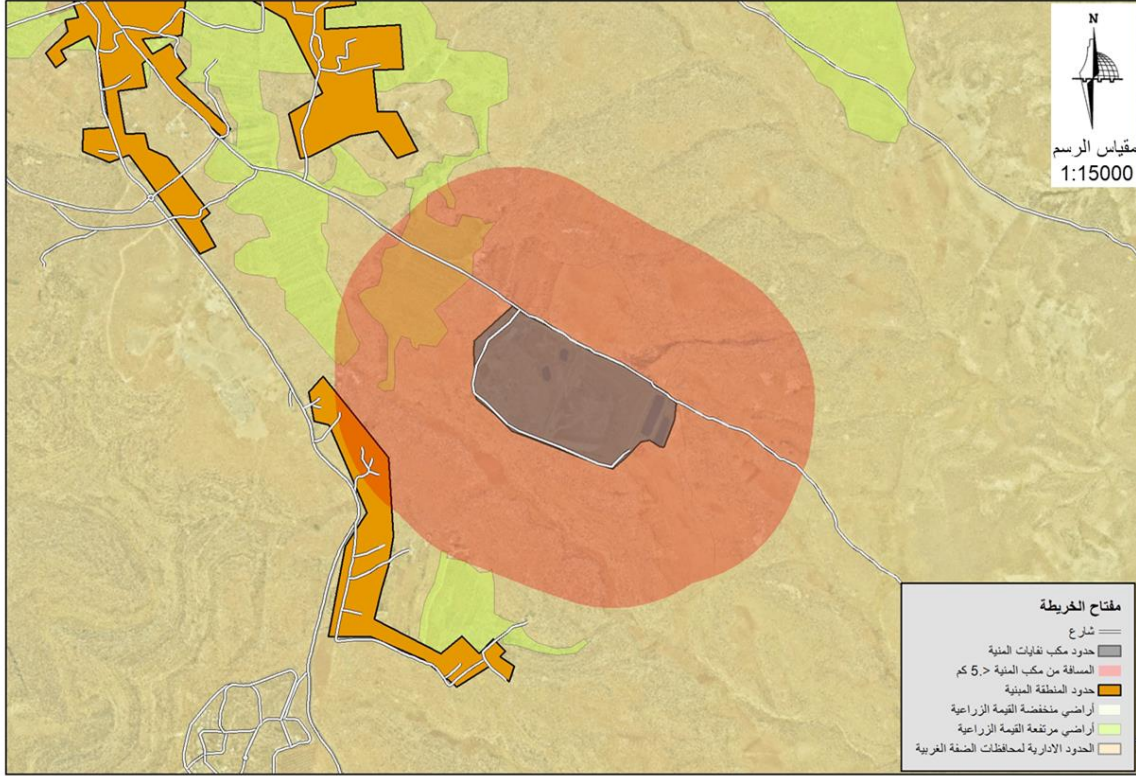 N
مقياس الرسم
1:15000
مفتاح الخريطة
شارع
حدود مكب نفايات المنية
المسافة من مكب المنية <.5 كم
حدود المنطقة المبنية
أراضي منخفضة القيمة الزراعية
أراضي مرتفعة القيمة الزراعية
الحدود الادارية لمحافظات الضفة الغربية